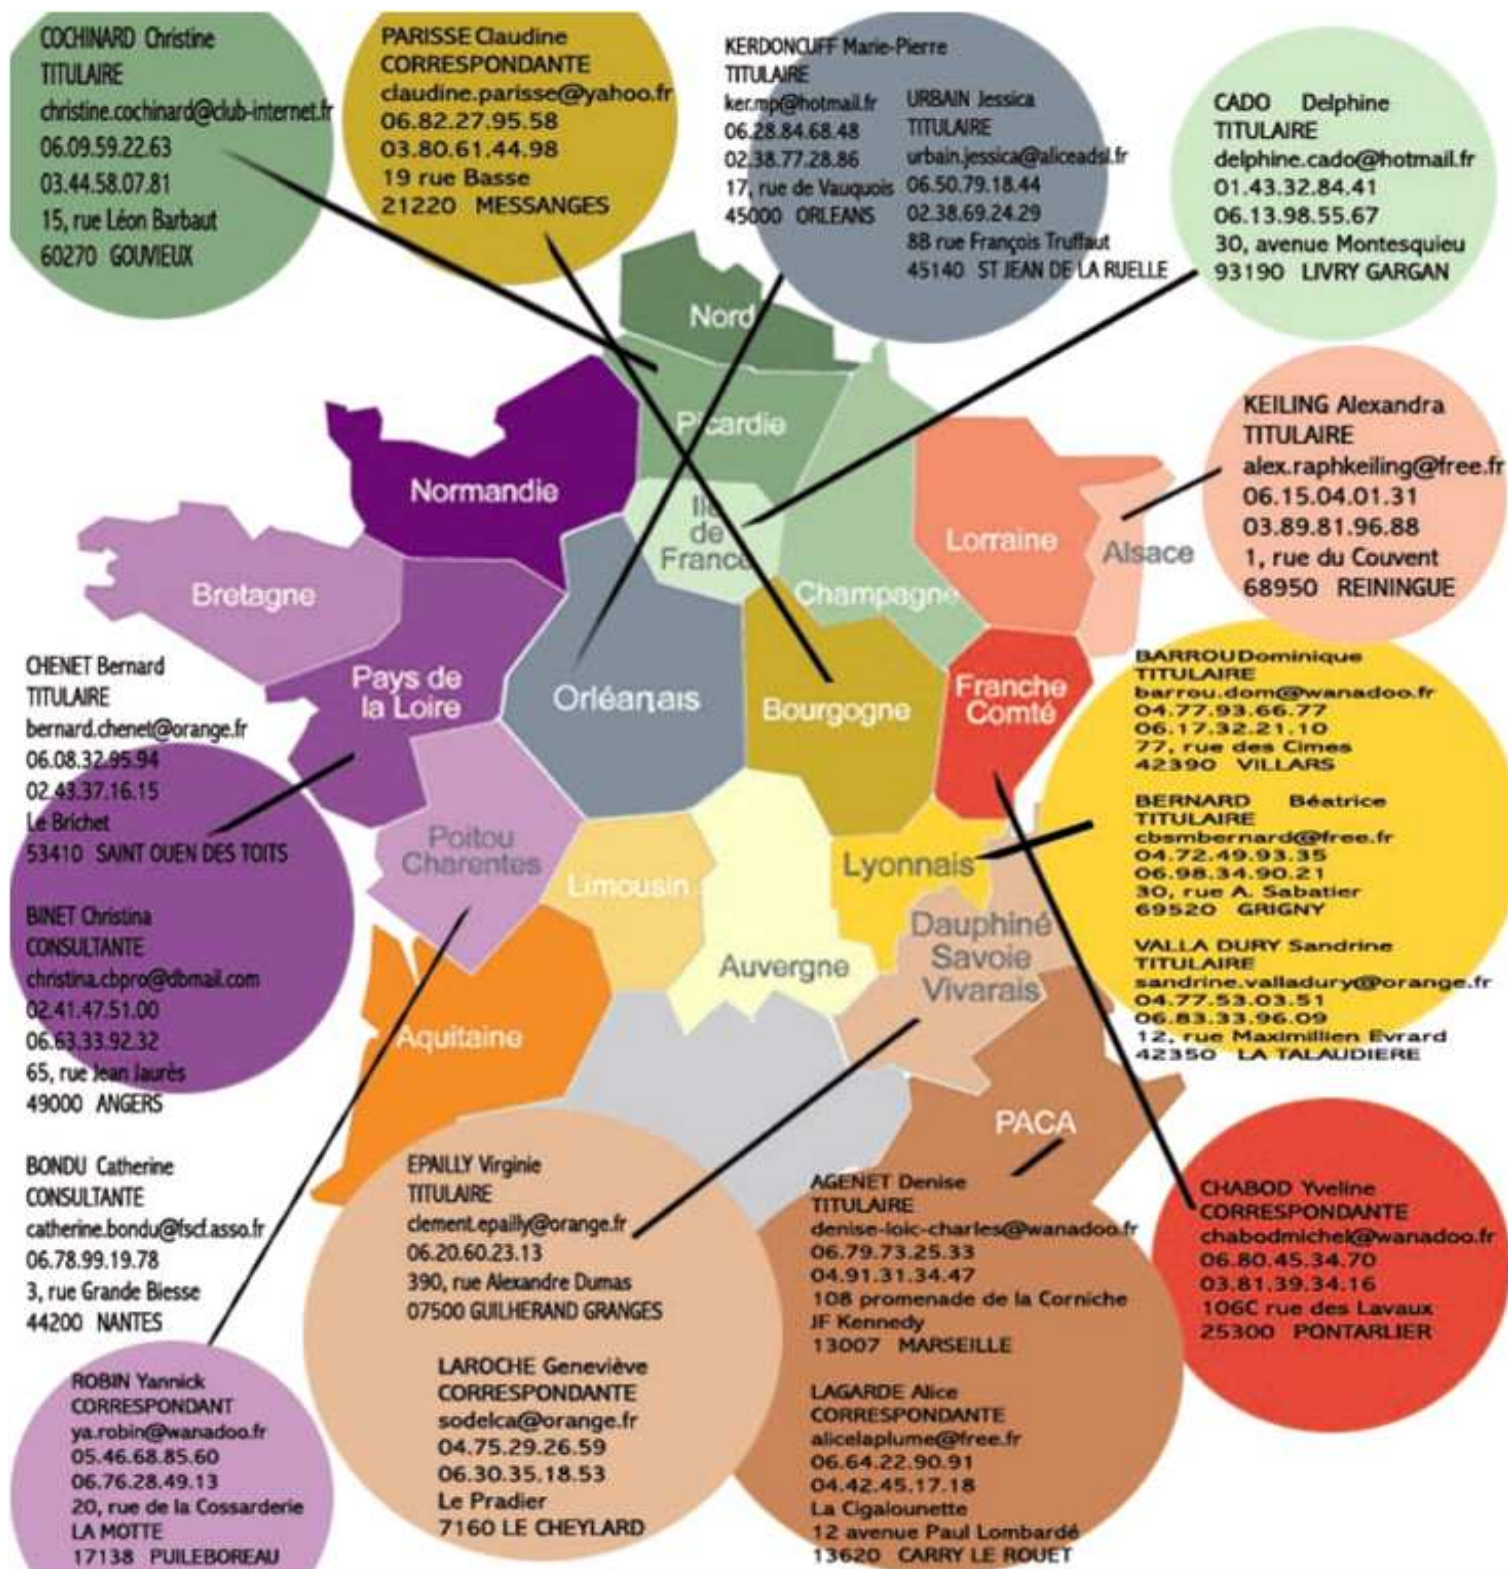 COCHINARD Christine
TITULAIRE
christine.cochinard@club-internet.fr
06.09.59.22.63
03.44.58.07.81
15, rue Léon Barbaut
60270 GOUVIEUX
PARISSE Claudine
CORRESPONDANTE
claudine.parisse@yahoo.fr
06.82.27.95.58
03.80.61.44.98
19 rue Basse
21220 MESSANGES
KERDONCUFF Marie-Pierre
TITULAIRE
ker.mp@hotmail.fr
06.28.84.68.48
02.38.77.28.86
17, rue de Vauquois
45000 ORLEANS
URBAIN Jessica
TITULAIRE
urbain.jessica@aliceadsl.fr
06.50.79.18.44
02.38.69.24.29
8B rue François Truffaut
45140 ST JEAN DE LA RUELLE
CADO Delphine
TITULAIRE
delphine.cado@hotmail.fr
01.43.32.84.41
06.13.98.55.67
30, avenue Montesquieu
93190 LIVRY GARGAN
KEILING Alexandra
TITULAIRE
alex.raphkeiling@free.fr
06.15.04.01.31
03.89.81.96.88
1, rue du Couvent
68950 REININGUE
Nord
Picardie
Normandie
Ile
de
France
Lorraine
Alsace
Champagne
Bretagne
Pays de
la Loire
Orléanais
Bourgogne
Franche
Comté
Poitou
Charentes
Limousin
Lyonnais
Auvergne
Dauphiné
Savoie
Vivarais
Aquitaine
PACA
CHENET Bernard
TITULAIRE
bernard.chenet@orange.fr
06.08.32.95.94
02.43.37.16.15
Le Brichet
53410 SAINT OUEN DES TOITS
BINET Christina
CONSULTANTE
christina.cbpro@dbmail.com
02.41.47.51.00
06.63.33.92.32
65, rue Jean Jaurès
49000 ANGERS
BONDU Catherine
CONSULTANTE
catherine.bondu@fscf.asso.fr
06.78.99.19.78
3, rue Grande Biesse
44200 NANTES
BARROU Dominique
TITULAIRE
barrou.dom@wanadoo.fr
04.77.93.66.77
06.17.32.21.10
77, rue des Cimes
42390 VILLARS
BERNARD Béatrice
TITULAIRE
cbsmbernard@free.fr
04.72.49.93.35
06.98.34.90.21
30, rue A. Sabatier
69520 GRIGNY
VALLA DURY Sandrine
TITULAIRE
sandrine.valladury@orange.fr
04.77.53.03.51
06.83.33.96.09
12, rue Maximillien Evrard
42350 LA TALAUDIERE
ROBIN Yannick
CORRESPONDANT
ya.robin@wanadoo.fr
05.46.68.85.60
06.76.28.49.13
20, rue de la Cossarderie
LA MOTTE
17138 PUILEBOREAU
EPAILLY Virginie
TITULAIRE
clement.epailly@orange.fr
06.20.60.23.13
390, rue Alexandre Dumas
07500 GUILHERAND GRANGES
LAROCHE Geneviève
CORRESPONDANTE
sodelca@orange.fr
04.75.29.26.59
06.30.35.18.53
Le Pradier
7160 LE CHEYLARD
AGENET Denise
TITULAIRE
denise-loic-charles@wanadoo.fr
06.79.73.25.33
04.91.31.34.47
108 promenade de la Corniche
JF Kennedy
13007 MARSEILLE
LAGARDE Alice
CORRESPONDANTE
alicelaplume@free.fr
06.64.22.90.91
04.42.45.17.18
La Cigalounette
12 avenue Paul Lombardé
13620 CARRY LE ROUET
CHABOD Yveline
CORRESPONDANTE
chabodmichel@wanadoo.fr
06.80.45.34.70
03.81.39.34.16
106C rue des Lavaux
25300 PONTARLIER